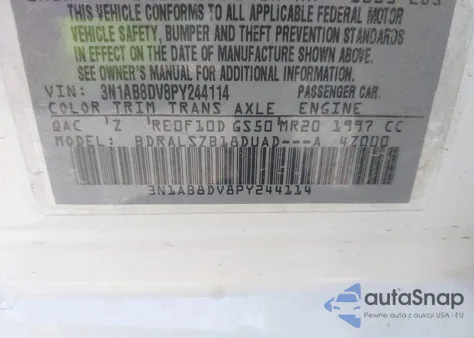 THIS VEHICLE CONFORMS TO ALL APPLICABLE FEDERAL MOTOR
VEHICLE SAFETY, BUMPER AND THEFT PREVENTION STANDARDS
IN EFFECT ON THE DATE OF MANUFACTURE SHOWN ABOVE.
SEE OWNER'S MANUAL FOR ADDITIONAL INFORMATION.
VIN: 3N1AB8DV8PY244114 PASSENGER CAR.
COLOR TRIM TRANS AXLE ENGINE
QAC Z RE0F10D GS50 MR20 1997 CC
MODEL: BDRALSZB18DUAD---A 4Z000
3N1AB8DV8PY244114
autaSnap
Pewne auta z aukcji USA i EU